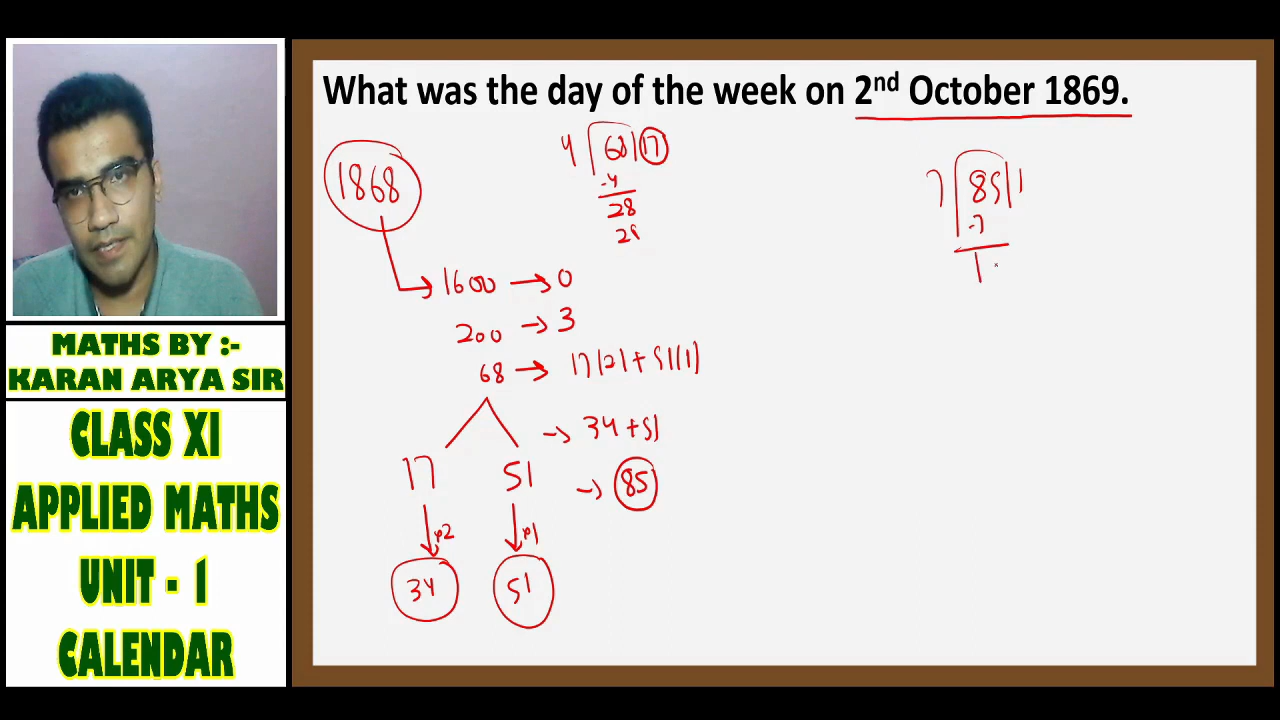 What was the day of the week on 2nd October 1869.
1868
4 68 17
-4
28
28
7 85 1
-7
1
1600 → 0
200 → 3
68 → 17(2) + 51(1)
17 51
→ 34 + 51
→ 85
×2 ×1
34 51
MATHS BY :-
KARAN ARYA SIR
CLASS XI
APPLIED MATHS
UNIT - 1
CALENDAR